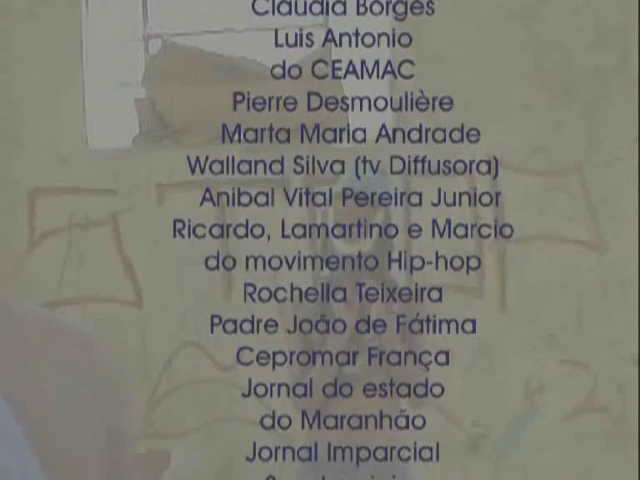 Claudia Borges
Luis Antonio
do CEAMAC
Pierre Desmoulière
Marta Maria Andrade
Walland Silva (tv Diffusora)
Anibal Vital Pereira Junior
Ricardo, Lamartino e Marcio
do movimento Hip-hop
Rochella Teixeira
Padre João de Fátima
Cepromar França
Jornal do estado
do Maranhão
Jornal Imparcial